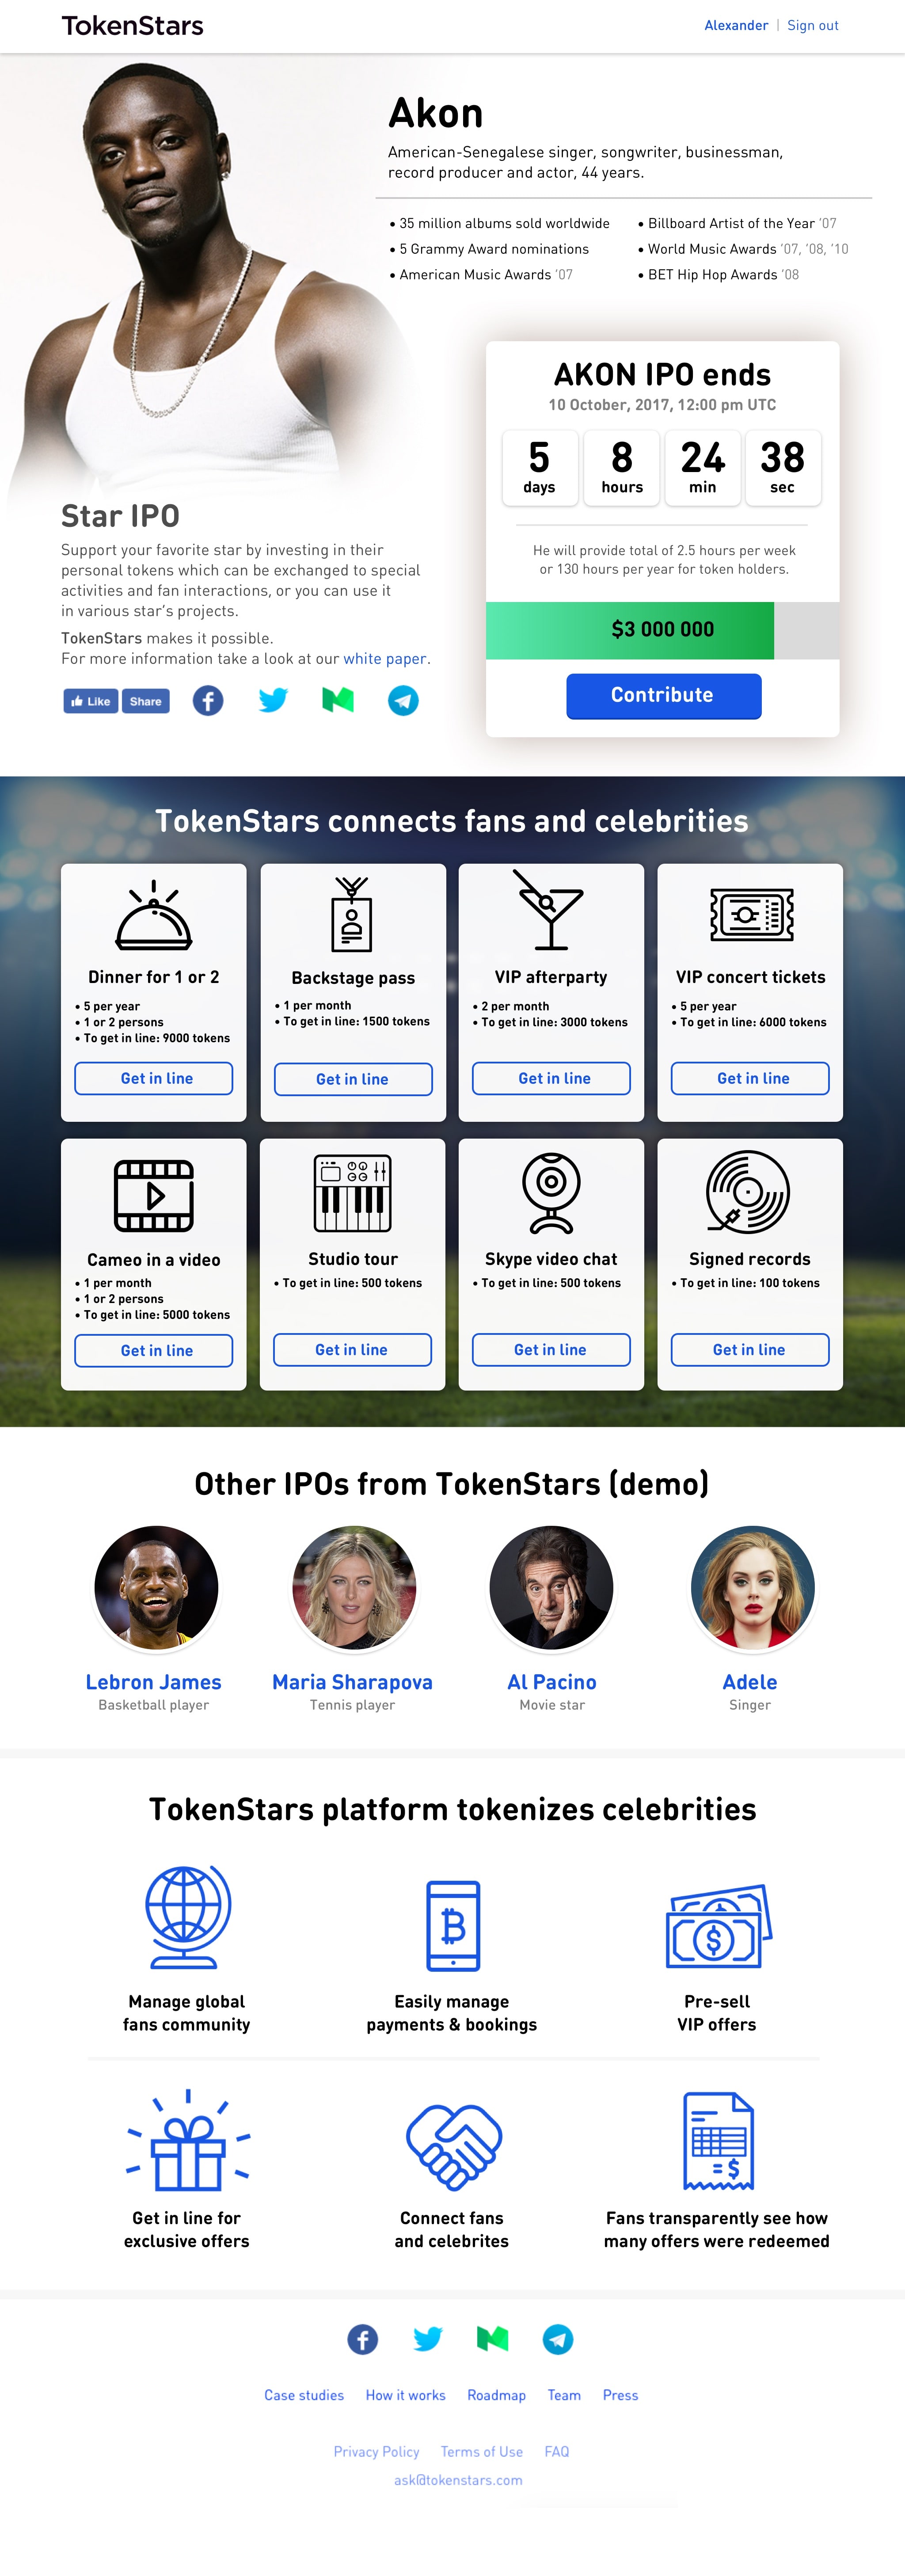 TokenStars
Alexander | Sign out
Akon
American-Senegalese singer, songwriter, businessman,
record producer and actor, 44 years.
• 35 million albums sold worldwide
• 5 Grammy Award nominations
• American Music Awards ‘07
• Billboard Artist of the Year ‘07
• World Music Awards ‘07, ‘08, ‘10
• BET Hip Hop Awards ‘08
AKON IPO ends
10 October, 2017, 12:00 pm UTC
5 8 24 38
days hours min sec
He will provide total of 2.5 hours per week
or 130 hours per year for token holders.
$3 000 000
Contribute
Star IPO
Support your favorite star by investing in their
personal tokens which can be exchanged to special
activities and fan interactions, or you can use it
in various star’s projects.
TokenStars makes it possible.
For more information take a look at our white paper.
Like Share
TokenStars connects fans and celebrities
Dinner for 1 or 2
• 5 per year
• 1 or 2 persons
• To get in line: 9000 tokens
Get in line
Backstage pass
• 1 per month
• To get in line: 1500 tokens
Get in line
VIP afterparty
• 2 per month
• To get in line: 3000 tokens
Get in line
VIP concert tickets
• 5 per year
• To get in line: 6000 tokens
Get in line
Cameo in a video
• 1 per month
• 1 or 2 persons
• To get in line: 5000 tokens
Get in line
Studio tour
• To get in line: 500 tokens
Get in line
Skype video chat
• To get in line: 500 tokens
Get in line
Signed records
• To get in line: 100 tokens
Get in line
Other IPOs from TokenStars (demo)
Lebron James
Basketball player
Maria Sharapova
Tennis player
Al Pacino
Movie star
Adele
Singer
TokenStars platform tokenizes celebrities
Manage global
fans community
Easily manage
payments & bookings
Pre-sell
VIP offers
Get in line for
exclusive offers
Connect fans
and celebrites
= $
Fans transparently see how
many offers were redeemed
Case studies How it works Roadmap Team Press
Privacy Policy Terms of Use FAQ
ask@tokenstars.com